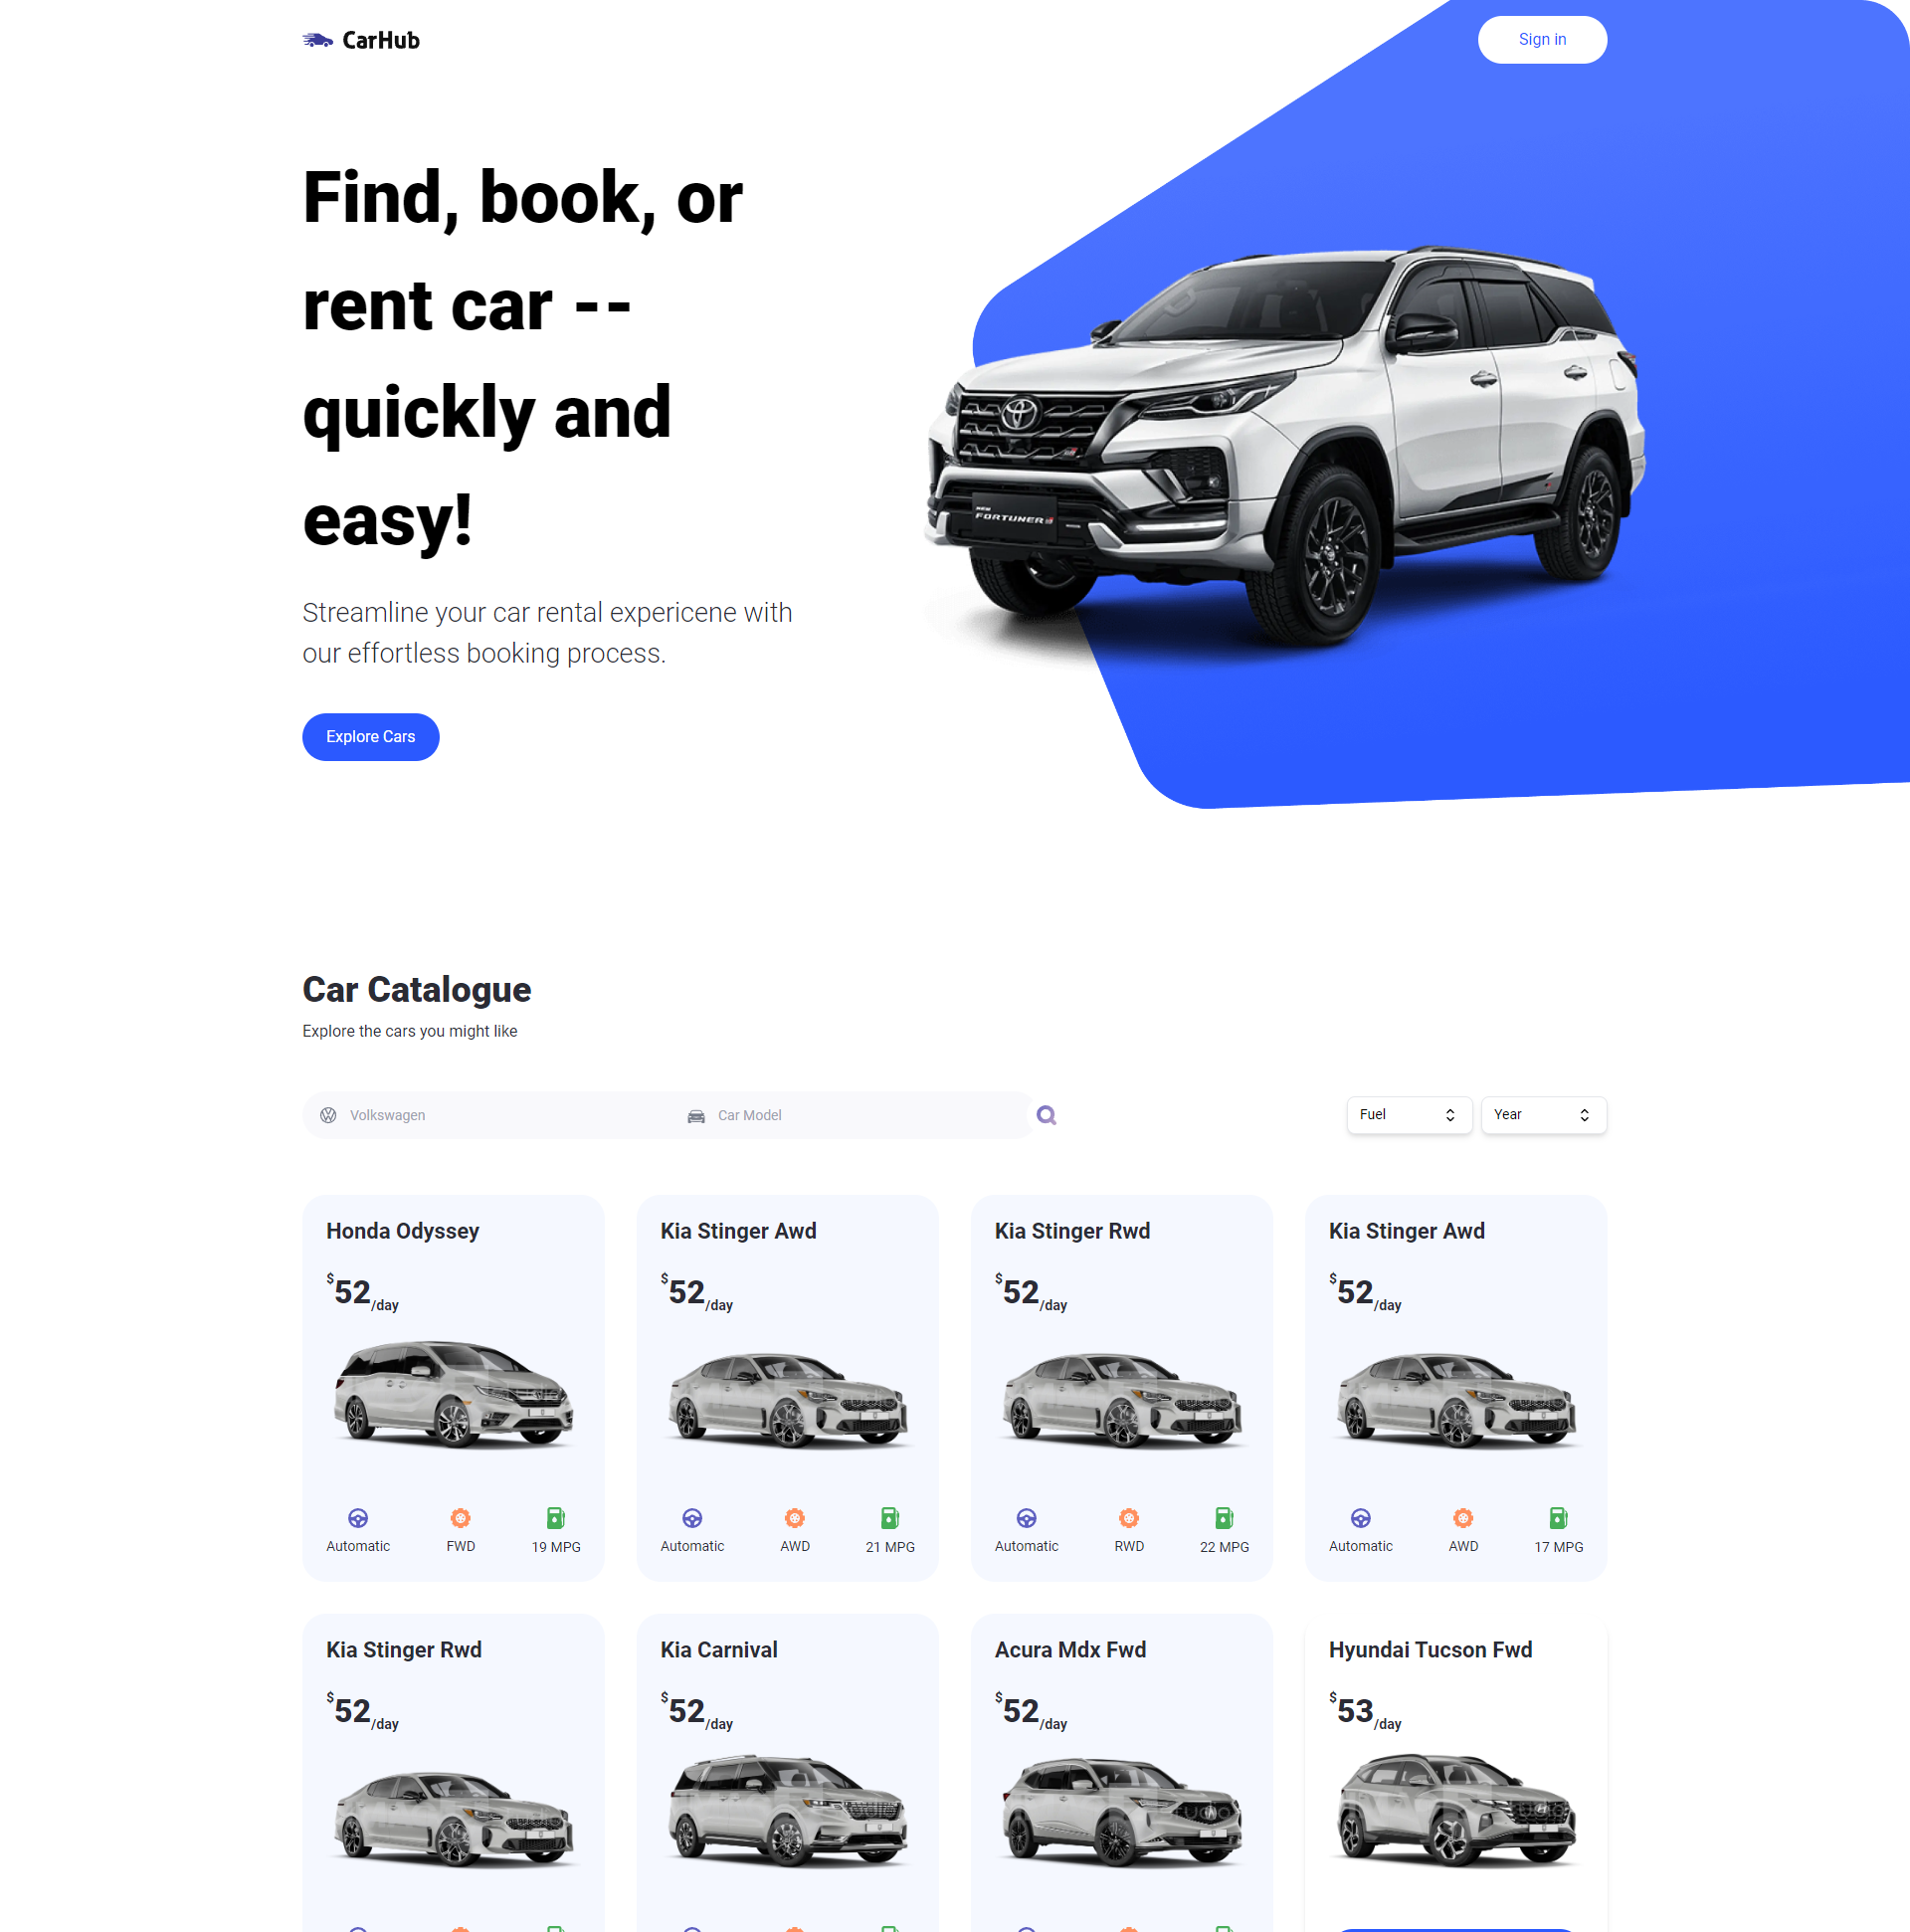 CarHub
Sign in
Find, book, or
rent car --
quickly and
easy!
NEW
FORTUNER
Streamline your car rental expericene with
our effortless booking process.
Explore Cars
Car Catalogue
Explore the cars you might like
Volkswagen
Car Model
Fuel
Year
Honda Odyssey
$52/day
Automatic
FWD
19 MPG
Kia Stinger Awd
$52/day
Automatic
AWD
21 MPG
Kia Stinger Rwd
$52/day
Automatic
RWD
22 MPG
Kia Stinger Awd
$52/day
Automatic
AWD
17 MPG
Kia Stinger Rwd
$52/day
Kia Carnival
$52/day
Acura Mdx Fwd
$52/day
Hyundai Tucson Fwd
$53/day